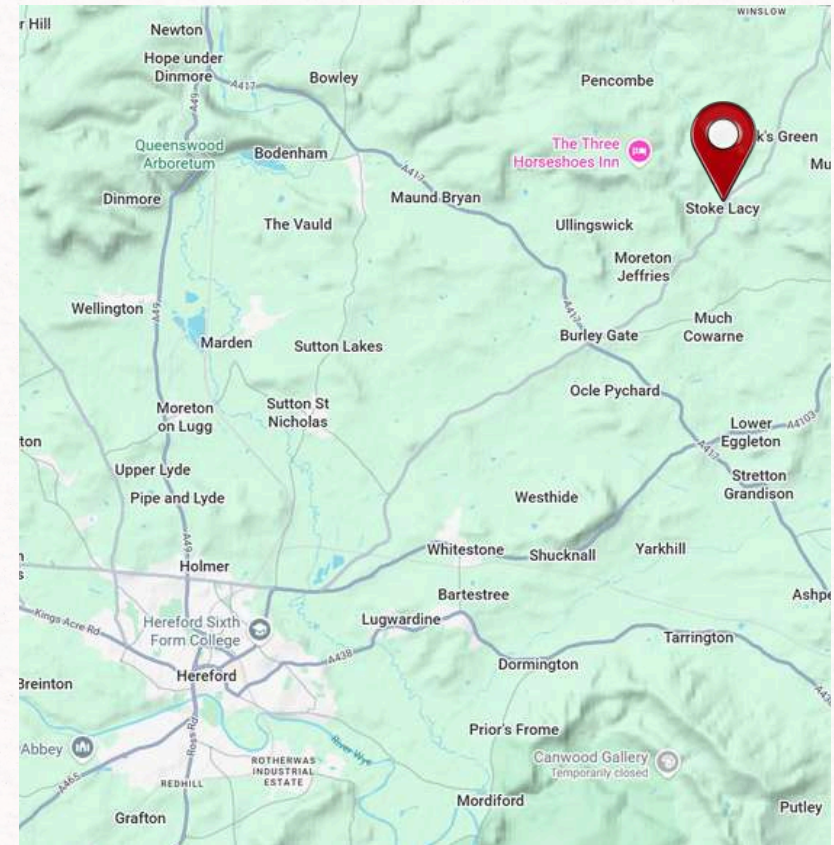 WINSLOW
r Hill
Newton
Hope under
Dinmore
A417
Bowley
Pencombe
A49
Queenswood
Arboretum
Bodenham
The Three
Horseshoes Inn
k's Green
Mu
A417
Dinmore
Maund Bryan
Stoke Lacy
The Vauld
Ullingswick
Moreton
Jeffries
Wellington
A49
A417
Much
Cowarne
Marden
Sutton Lakes
Burley Gate
Ocle Pychard
Moreton
on Lugg
Sutton St
Nicholas
Lower
Eggleton
A4103
ton
A417
Upper Lyde
Stretton
Grandison
Pipe and Lyde
Westhide
A49
Whitestone
Shucknall
Yarkhill
n
s
Holmer
Bartestree
Ashpe
Kings Acre Rd
Hereford Sixth
Form College
Lugwardine
Tarrington
A438
Dormington
Hereford
Breinton
A43
Prior's Frome
Ross Rd
River Wye
Abbey
Canwood Gallery
Temporarily closed
ROTHERWAS
INDUSTRIAL
ESTATE
A465
REDHILL
Mordiford
Putley
Grafton